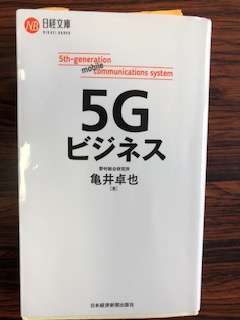 NB 日経文庫
NIKKEI BUNKO
5th-generation
mobile
communications system
5G
ビジネス
野村総合研究所
亀井卓也
[著]
日本経済新聞出版社